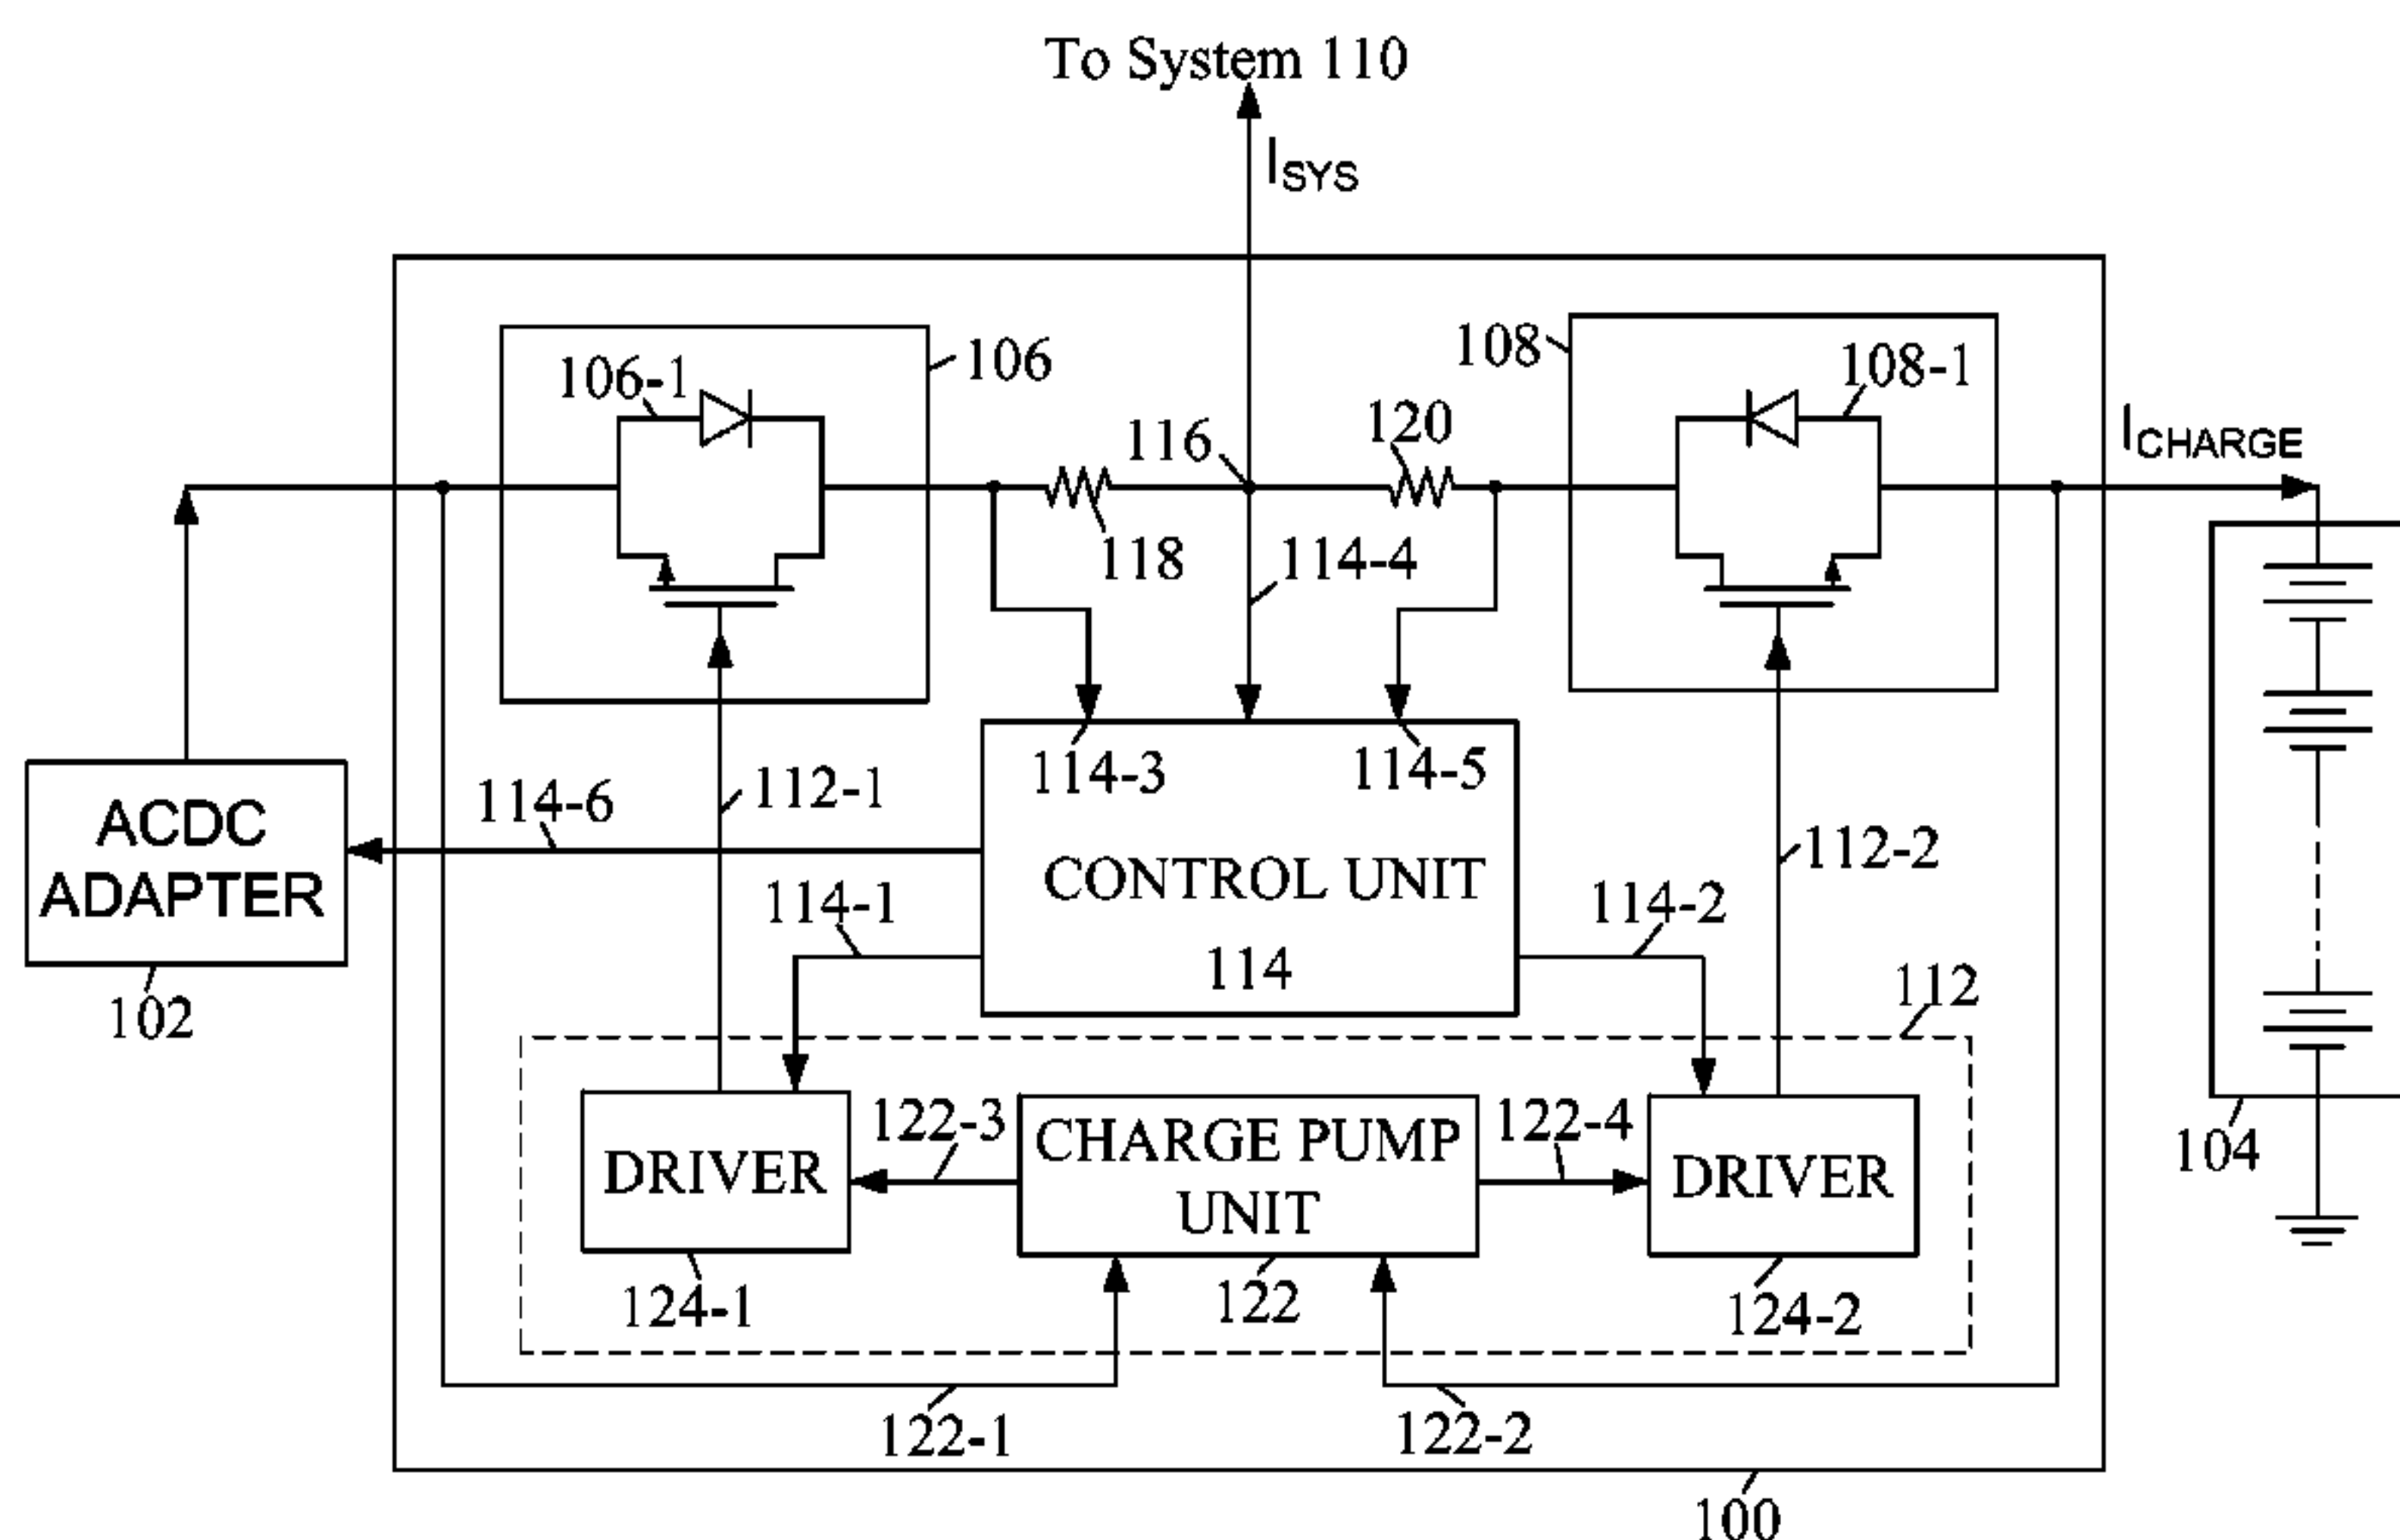 To System 110
ISYS
106-1
106
108
108-1
116
120
ICHARGE
118
114-4
114-3
114-5
112-1
114-6
ACDC
ADAPTER
102
CONTROL UNIT
114
112-2
114-1
114-2
112
122-3
CHARGE PUMP
UNIT
122-4
DRIVER
DRIVER
104
124-1
122
124-2
122-1
122-2
100